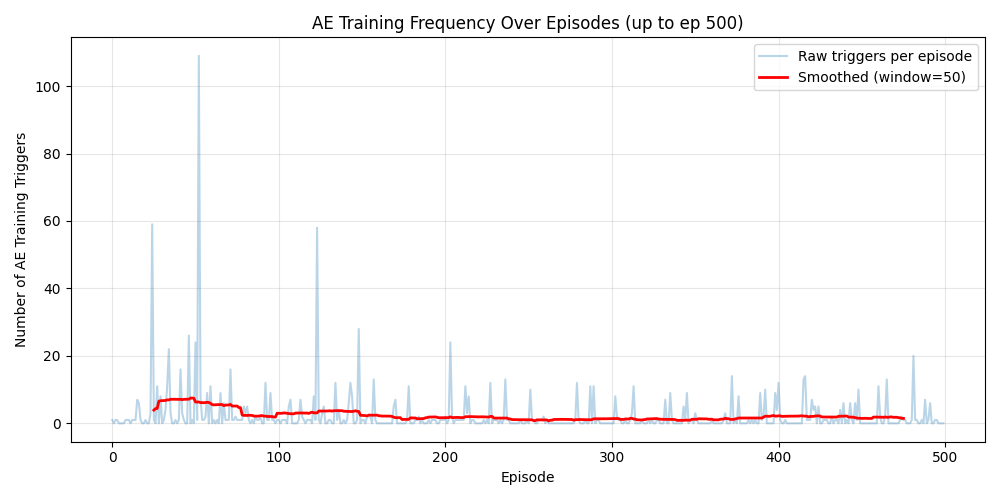 AE Training Frequency Over Episodes (up to ep 500)
Raw triggers per episode
Smoothed (window=50)
Number of AE Training Triggers
100
80
60
40
20
0
0 100 200 300 400 500
Episode